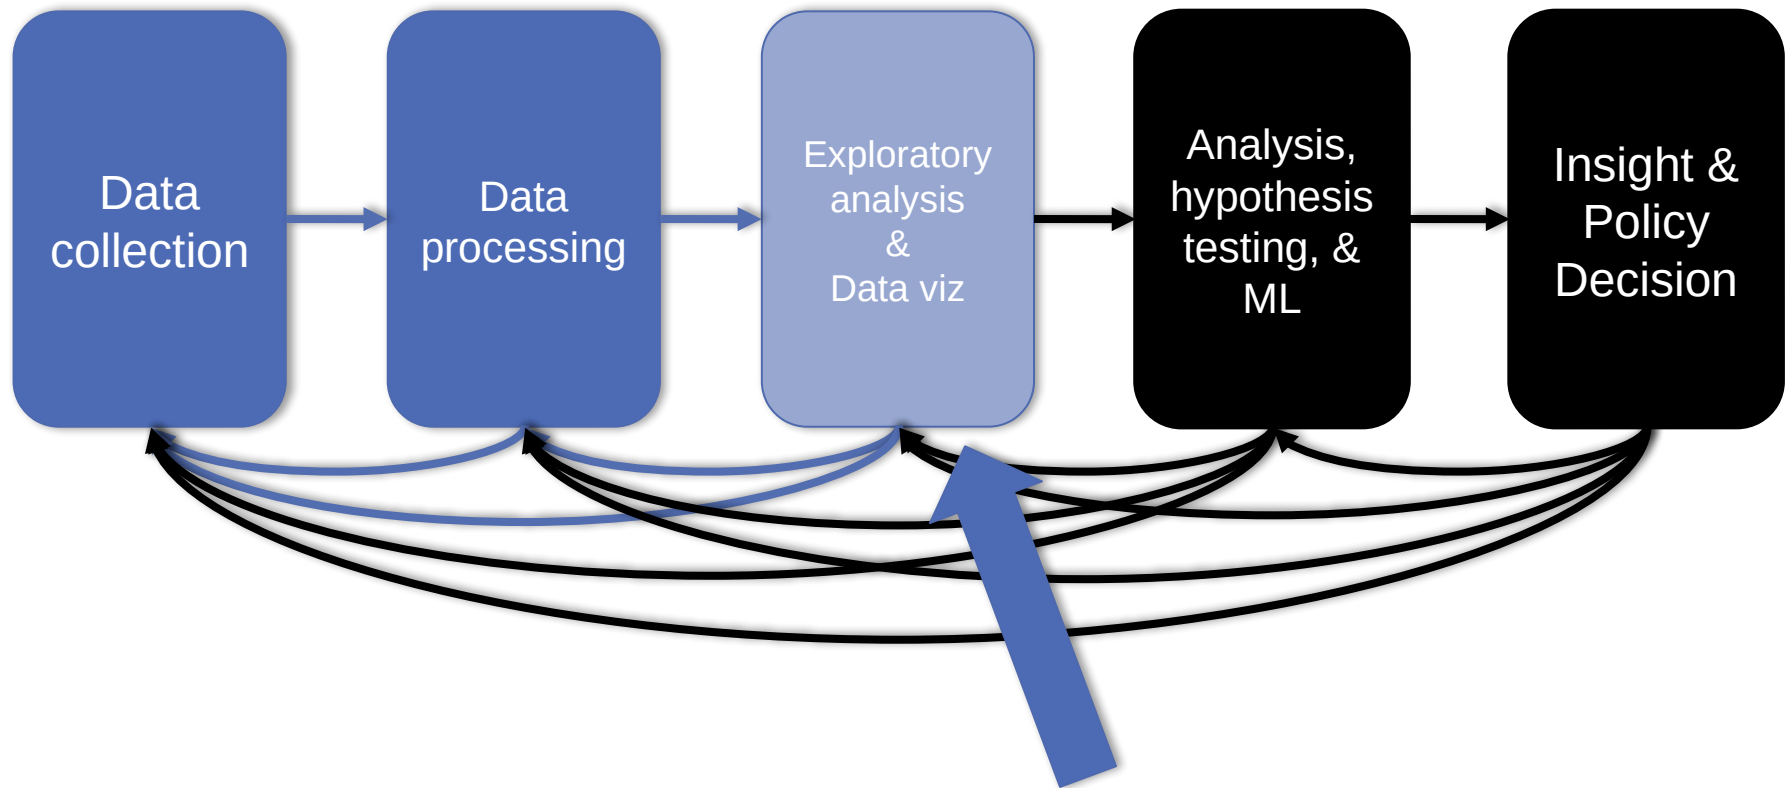 Data
collection
Data
processing
Exploratory
analysis
&
Data viz
Analysis,
hypothesis
testing, &
ML
Insight &
Policy
Decision